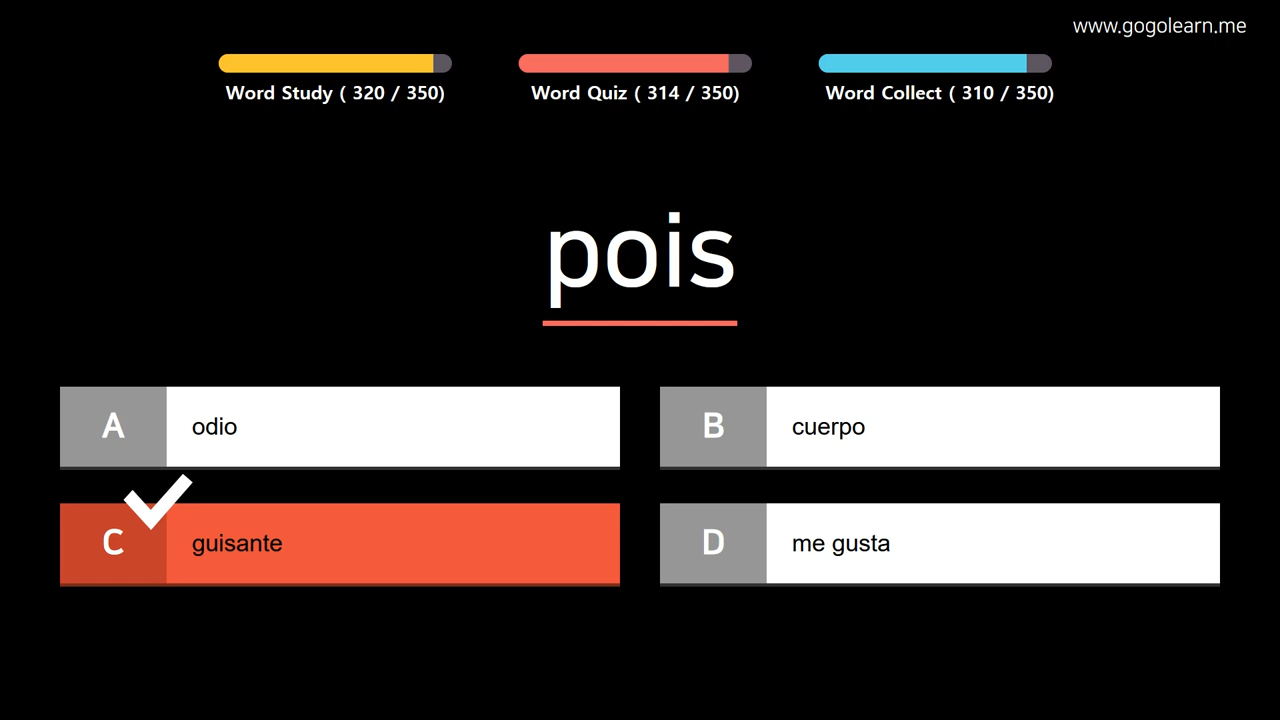 www.gogolearn.me
Word Study ( 320 / 350)
Word Quiz ( 314 / 350)
Word Collect ( 310 / 350)
pois
A
odio
B
cuerpo
C
guisante
D
me gusta